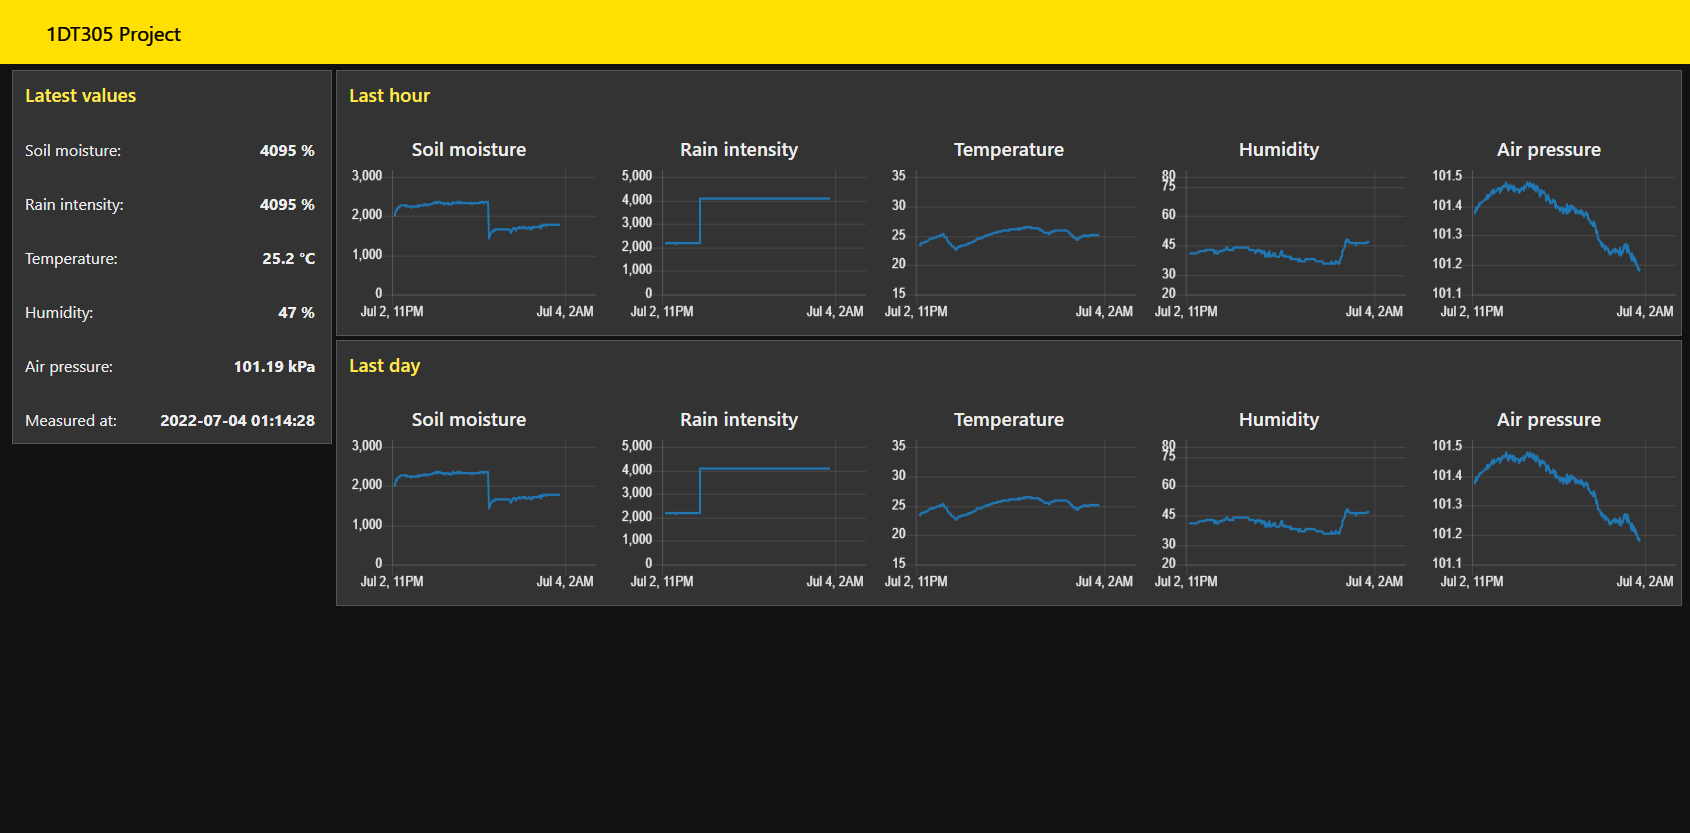 1DT305 Project
Latest values
Soil moisture: 4095 %
Rain intensity: 4095 %
Temperature: 25.2 °C
Humidity: 47 %
Air pressure: 101.19 kPa
Measured at: 2022-07-04 01:14:28
Last hour
Soil moisture
3,000
2,000
1,000
0
Jul 2, 11PM Jul 4, 2AM
Rain intensity
5,000
4,000
3,000
2,000
1,000
0
Jul 2, 11PM Jul 4, 2AM
Temperature
35
30
25
20
15
Jul 2, 11PM Jul 4, 2AM
Humidity
80
75
60
45
30
20
Jul 2, 11PM Jul 4, 2AM
Air pressure
101.5
101.4
101.3
101.2
101.1
Jul 2, 11PM Jul 4, 2AM
Last day
Soil moisture
3,000
2,000
1,000
0
Jul 2, 11PM Jul 4, 2AM
Rain intensity
5,000
4,000
3,000
2,000
1,000
0
Jul 2, 11PM Jul 4, 2AM
Temperature
35
30
25
20
15
Jul 2, 11PM Jul 4, 2AM
Humidity
80
75
60
45
30
20
Jul 2, 11PM Jul 4, 2AM
Air pressure
101.5
101.4
101.3
101.2
101.1
Jul 2, 11PM Jul 4, 2AM